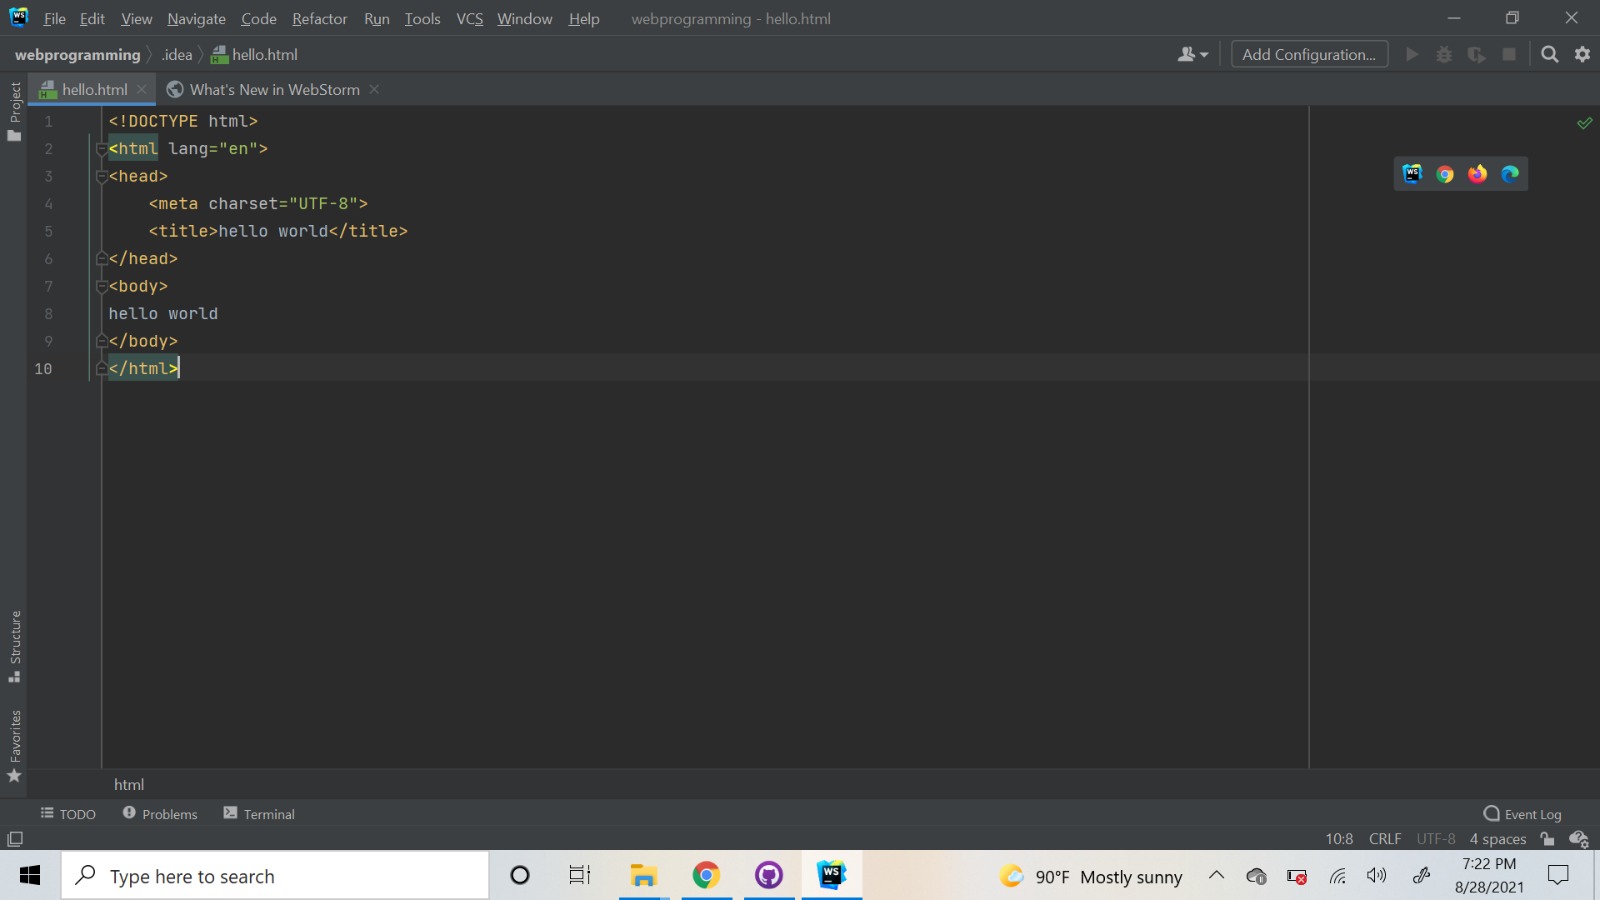 WS File Edit View Navigate Code Refactor Run Tools VCS Window Help webprogramming - hello.html
webprogramming .idea hello.html Add Configuration...
hello.html What's New in WebStorm
Project
1 <!DOCTYPE html>
2 <html lang="en">
3 <head>
4 <meta charset="UTF-8">
5 <title>hello world</title>
6 </head>
7 <body>
8 hello world
9 </body>
10 </html>
WS
Structure
Favorites
html
TODO Problems Terminal Event Log
10:8 CRLF UTF-8 4 spaces
Type here to search WS 90°F Mostly sunny 7:22 PM
8/28/2021